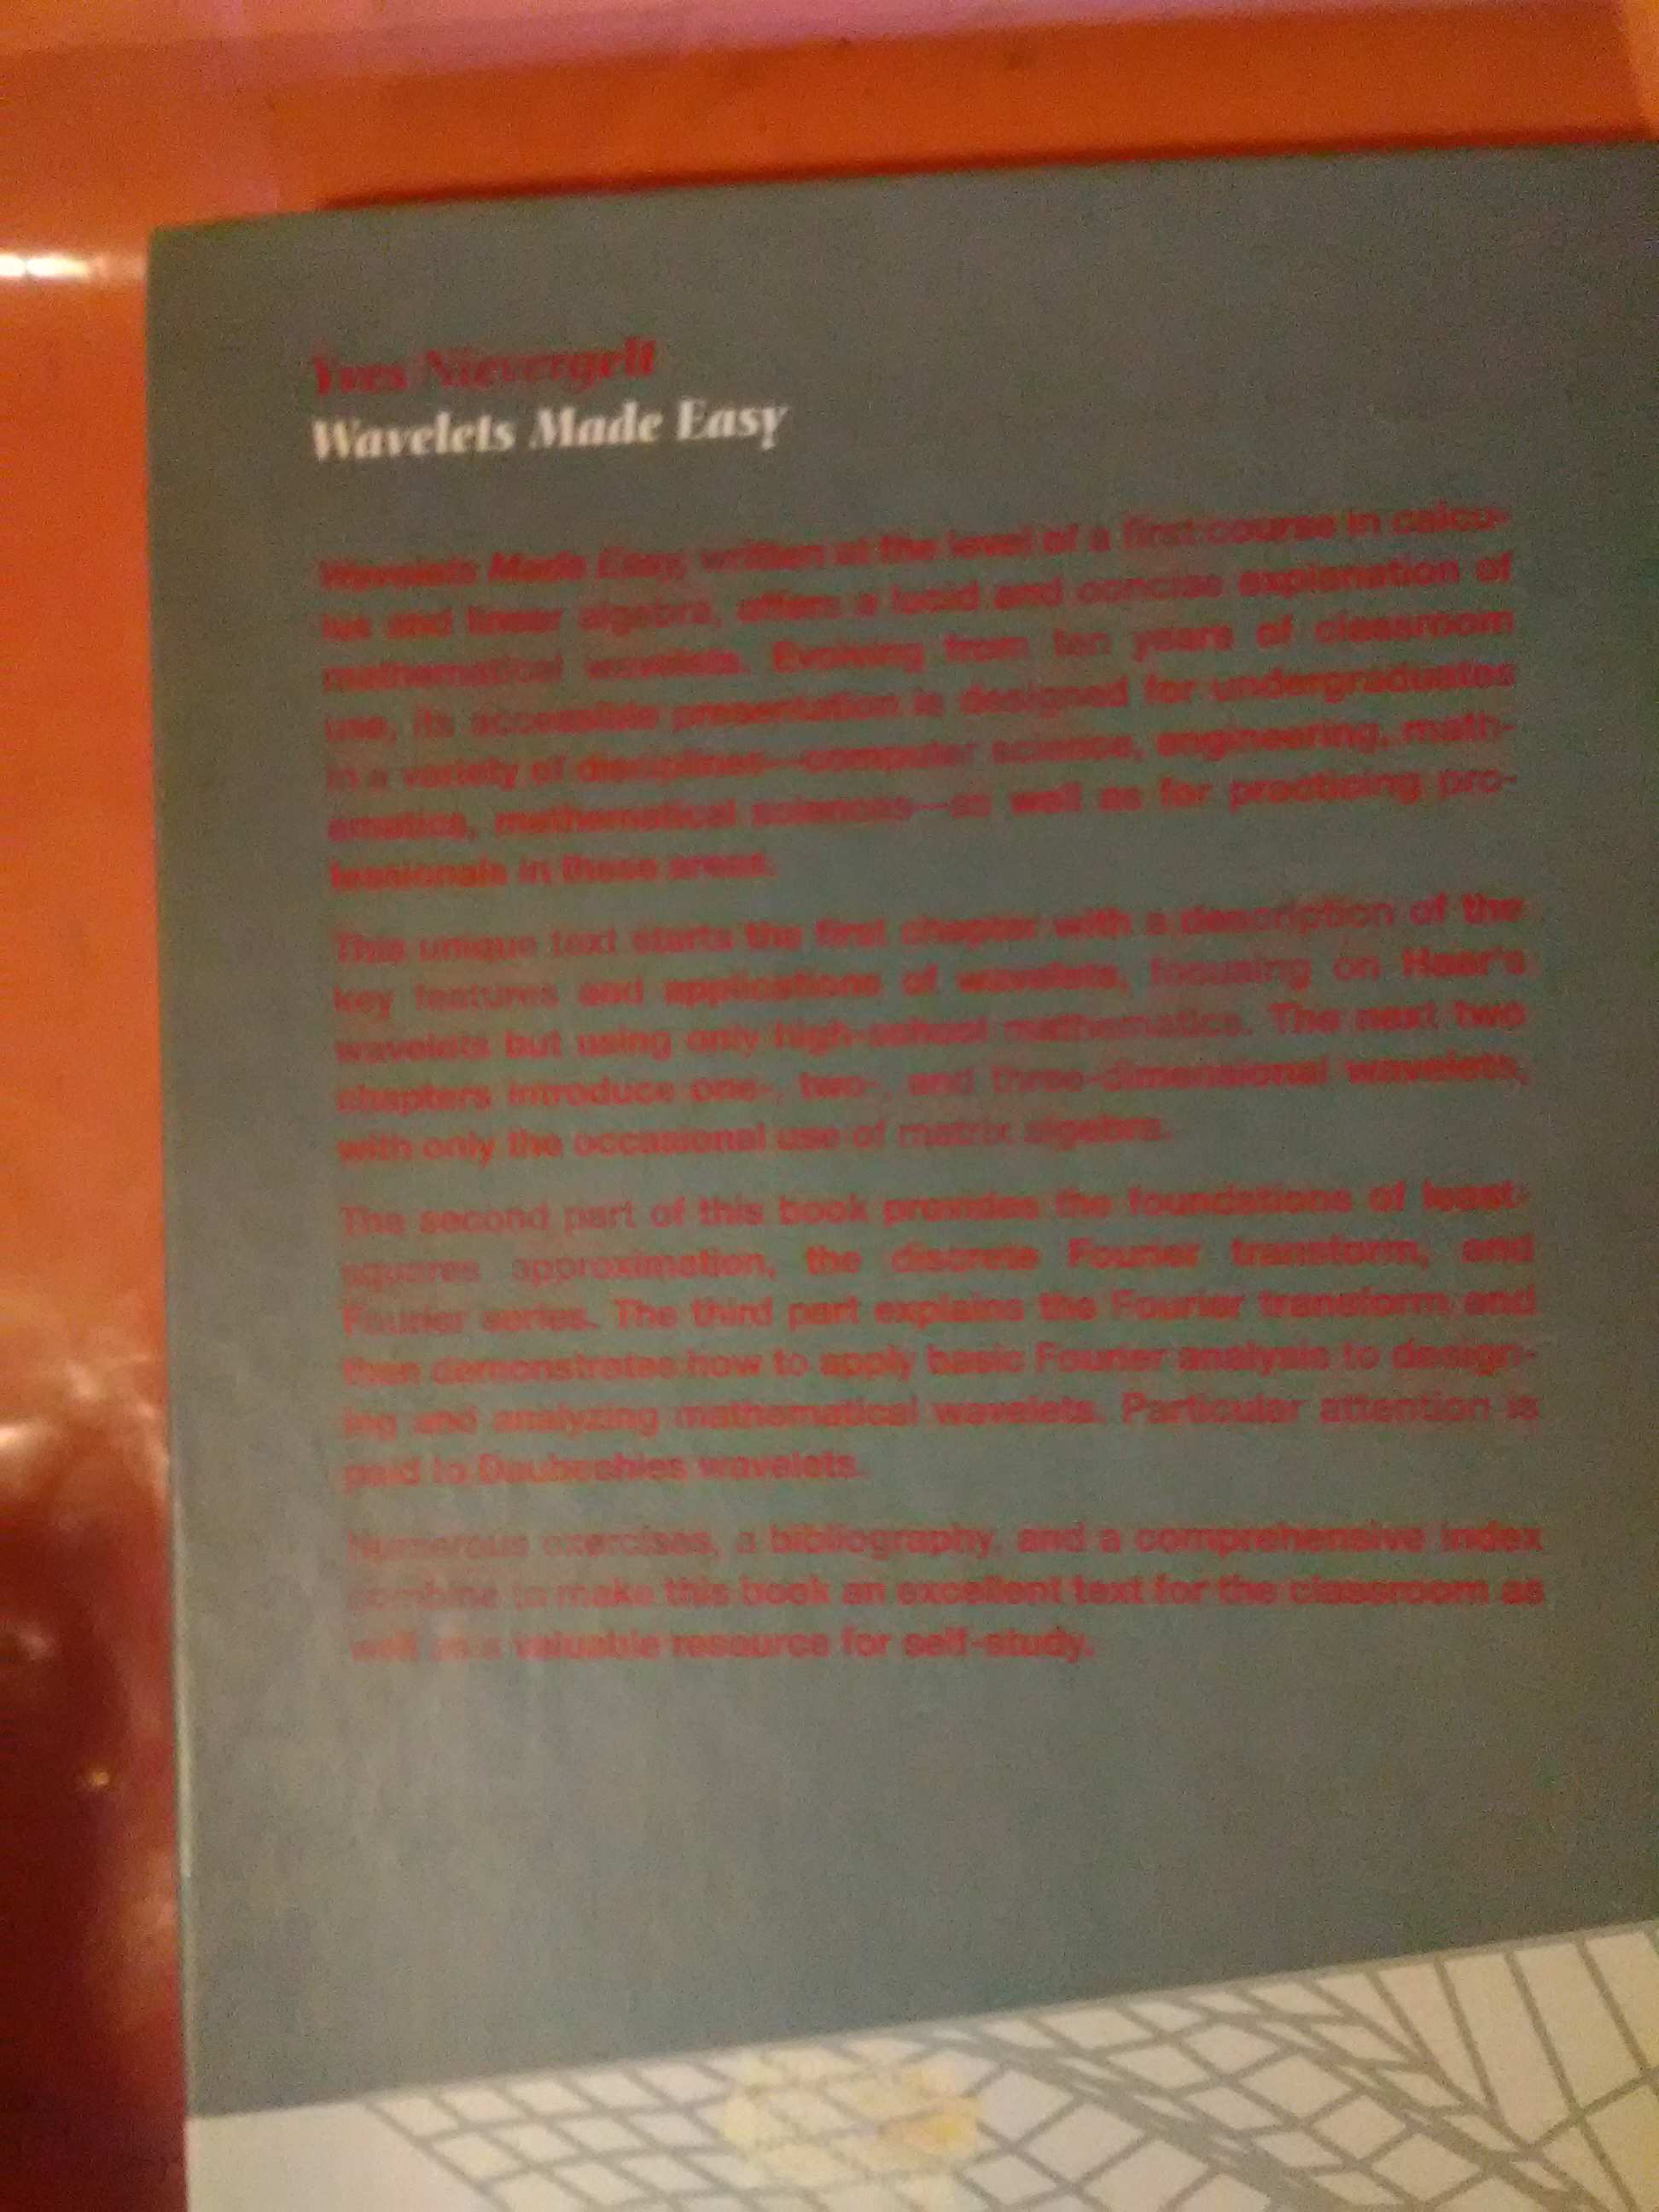 Yves Nievergelt
Wavelets Made Easy
Wavelets Made Easy, written at the level of a first course in calcu-
lus and linear algebra, offers a lucid and concise explanation of
mathematical wavelets. Evolving from ten years of classroom
use, its accessible presentation is designed for undergraduates
in a variety of disciplines—computer science, engineering, math-
ematics, mathematical sciences—as well as for practicing pro-
fessionals in these areas.
This unique text starts the first chapter with a description of the
key features and applications of wavelets, focusing on Haar's
wavelets but using only high-school mathematics. The next two
chapters introduce one-, two-, and three-dimensional wavelets,
with only the occasional use of matrix algebra.
The second part of this book provides the foundations of least-
squares approximation, the discrete Fourier transform, and
Fourier series. The third part explains the Fourier transform and
then demonstrates how to apply basic Fourier analysis to design-
ing and analyzing mathematical wavelets. Particular attention is
paid to Daubechies wavelets.
Numerous exercises, a bibliography, and a comprehensive index
combine to make this book an excellent text for the classroom as
well as a valuable resource for self-study.